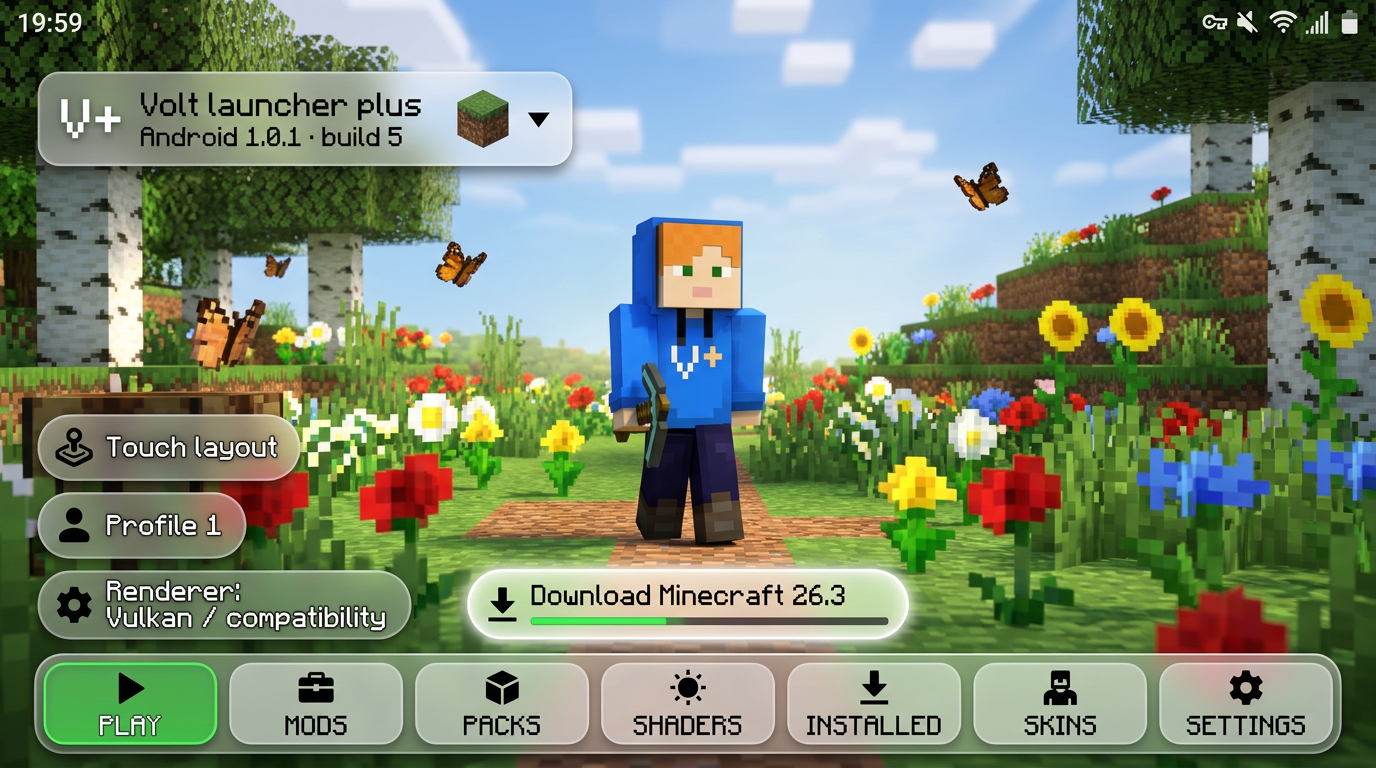 19:59
V+
Volt launcher plus
Android 1.0.1 · build 5
V+
Touch layout
Profile 1
Renderer:
Vulkan / compatibility
Download Minecraft 26.3
PLAY
MODS
PACKS
SHADERS
INSTALLED
SKINS
SETTINGS